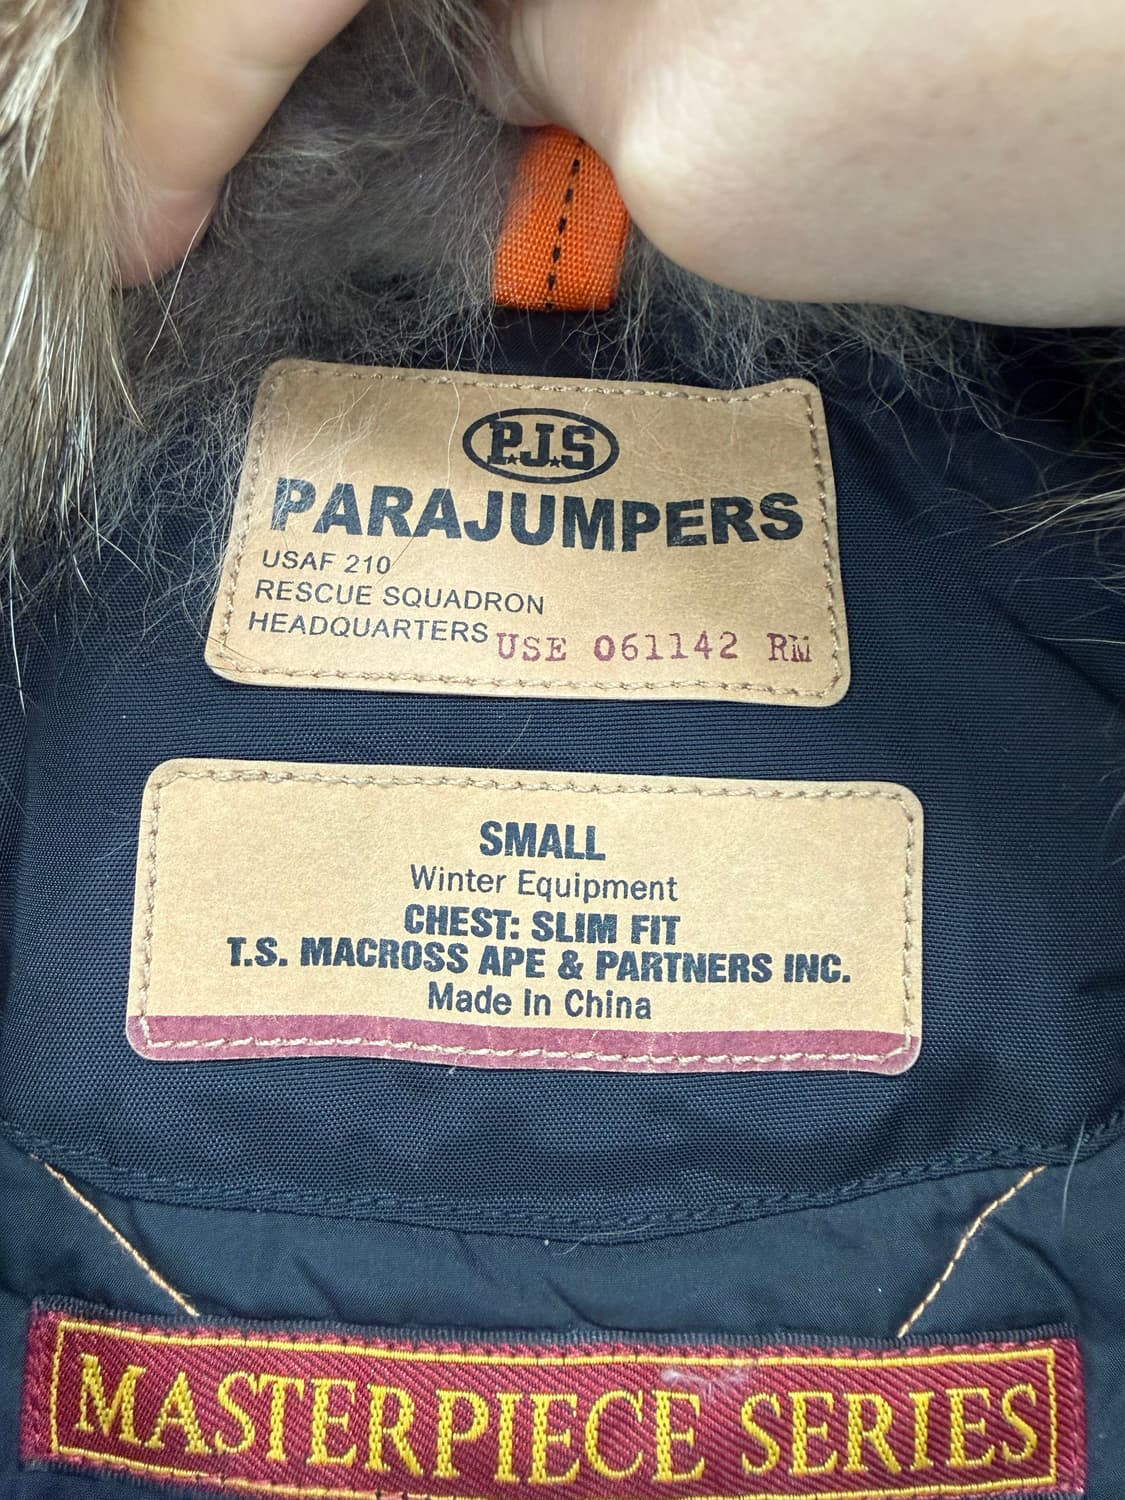 P.J.S
PARAJUMPERS
USAF 210
RESCUE SQUADRON
HEADQUARTERS USE 061142 RM
SMALL
Winter Equipment
CHEST: SLIM FIT
T.S. MACROSS APE & PARTNERS INC.
Made in China
MASTERPIECE SERIES